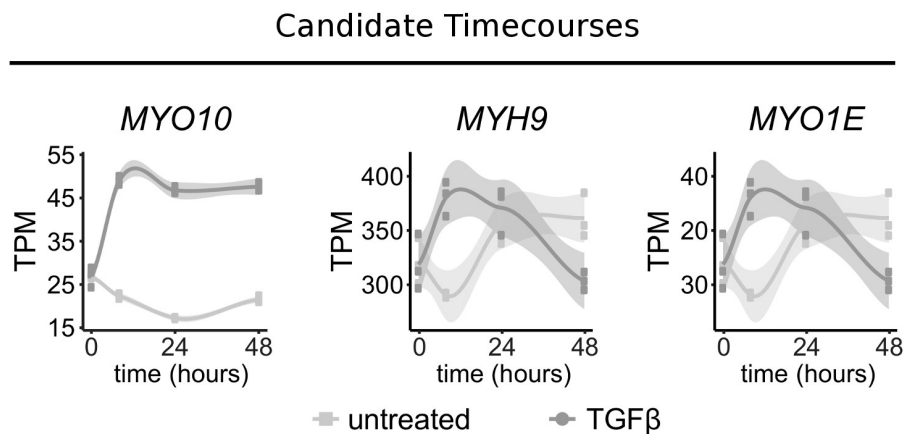 Candidate Timecourses
MYO10
MYH9
MYO1E
TPM
55
45
35
25
15
0
24
48
time (hours)
TPM
400
350
300
0
24
48
time (hours)
TPM
40
20
30
0
24
48
time (hours)
untreated
TGFβ